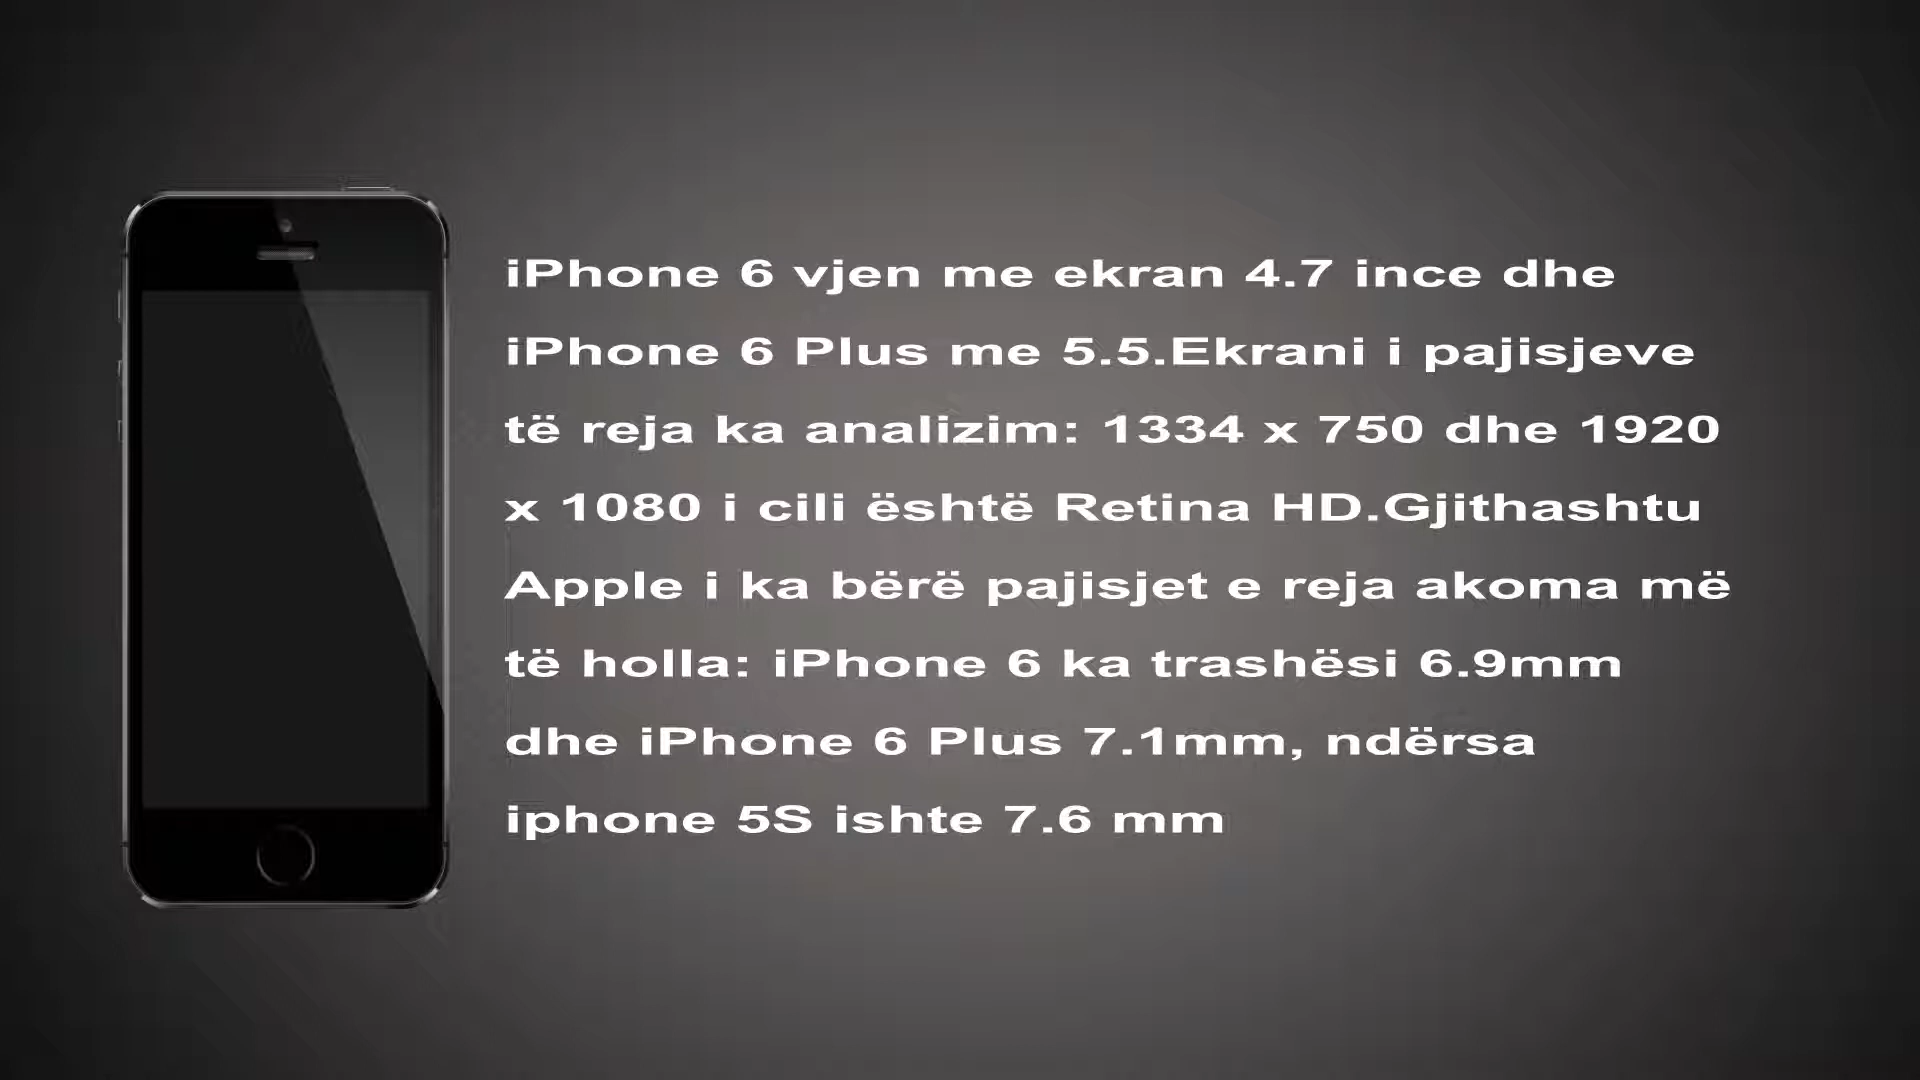 iPhone 6 vjen me ekran 4.7 ince dhe
iPhone 6 Plus me 5.5.Ekrani i pajisjeve
të reja ka analizim: 1334 x 750 dhe 1920
x 1080 i cili është Retina HD.Gjithashtu
Apple i ka bërë pajisjet e reja akoma më
të holla: iPhone 6 ka trashësi 6.9mm
dhe iPhone 6 Plus 7.1mm, ndërsa
iphone 5S ishte 7.6 mm